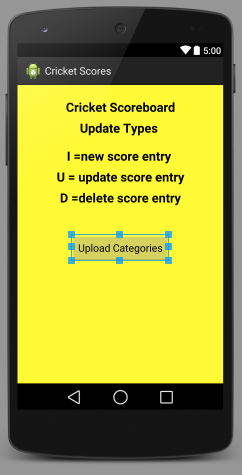 5:00
Cricket Scores
Cricket Scoreboard
Update Types
I =new score entry
U = update score entry
D =delete score entry
Upload Categories